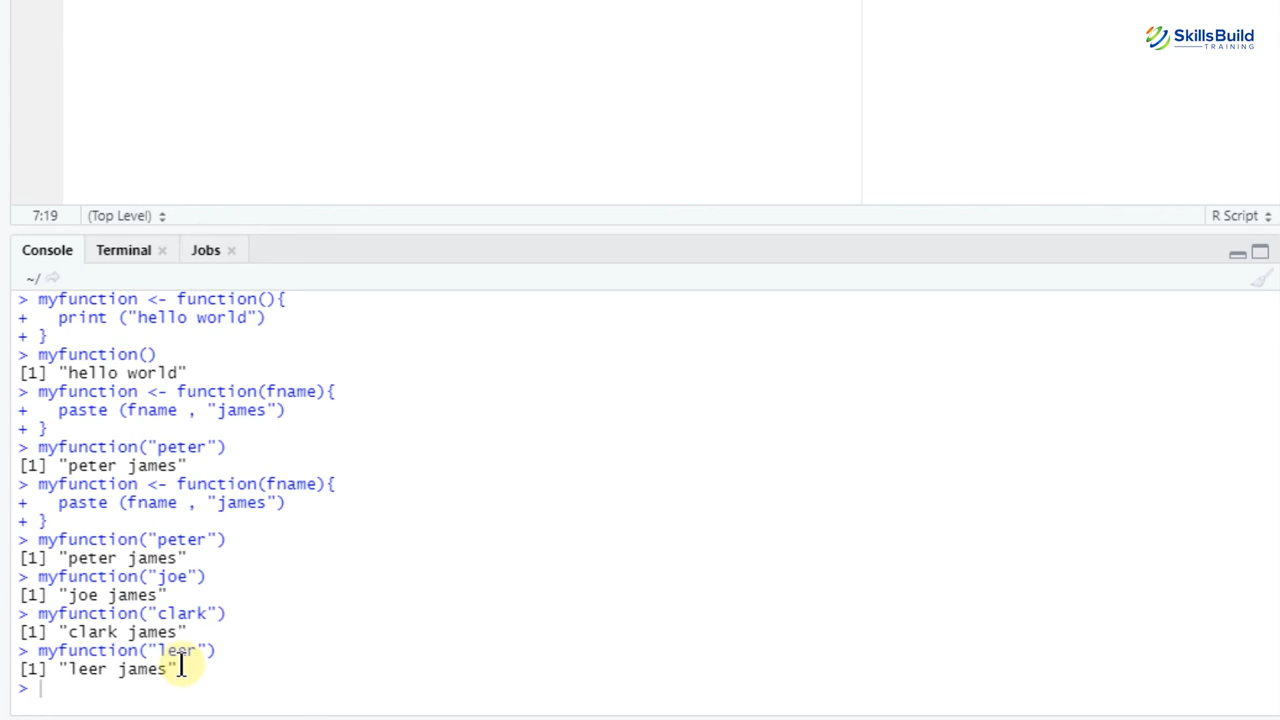 SkillsBuild
TRAINING
7:19 (Top Level) R Script
Console Terminal Jobs
~/
> myfunction <- function(){
+   print ("hello world")
+ }
> myfunction()
[1] "hello world"
> myfunction <- function(fname){
+   paste (fname , "james")
+ }
> myfunction("peter")
[1] "peter james"
> myfunction <- function(fname){
+   paste (fname , "james")
+ }
> myfunction("peter")
[1] "peter james"
> myfunction("joe")
[1] "joe james"
> myfunction("clark")
[1] "clark james"
> myfunction("leer")
[1] "leer james"
>